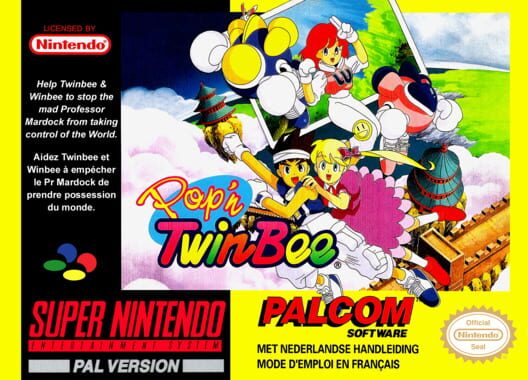 LICENSED BY
Nintendo
Help Twinbee &
Winbee to stop the
mad Professor
Mardock from taking
control of the World.
Aidez Twinbee et
Winbee à empécher
le Pr Mardock de
prendre possession
du monde.
Pop'n
TwinBee®
SUPER NINTENDO
ENTERTAINMENT SYSTEM
PAL VERSION
PALCOM
SOFTWARE
MET NEDERLANDSE HANDLEIDING
MODE D'EMPLOI EN FRANÇAIS
Official
Nintendo
Seal